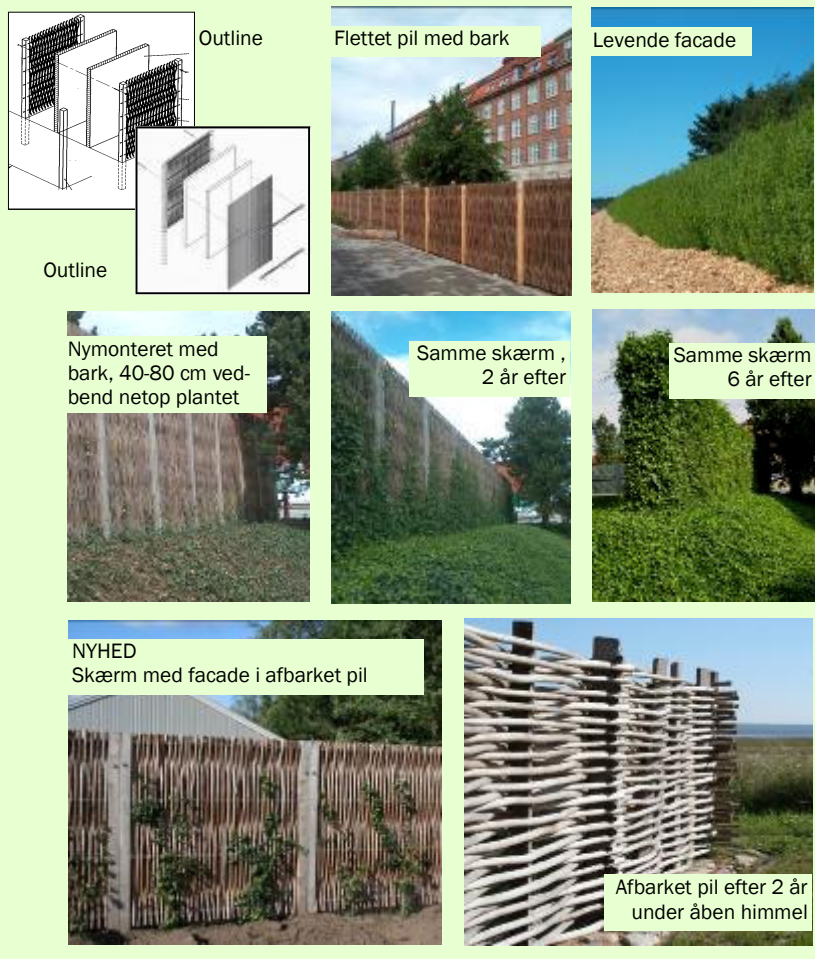 Outline
Flettet pil med bark
Levende facade
Outline
Nymonteret med
bark, 40-80 cm ved-
bend netop plantet
Samme skærm ,
2 år efter
Samme skærm
6 år efter
NYHED
Skærm med facade i afbarket pil
Afbarket pil efter 2 år
under åben himmel